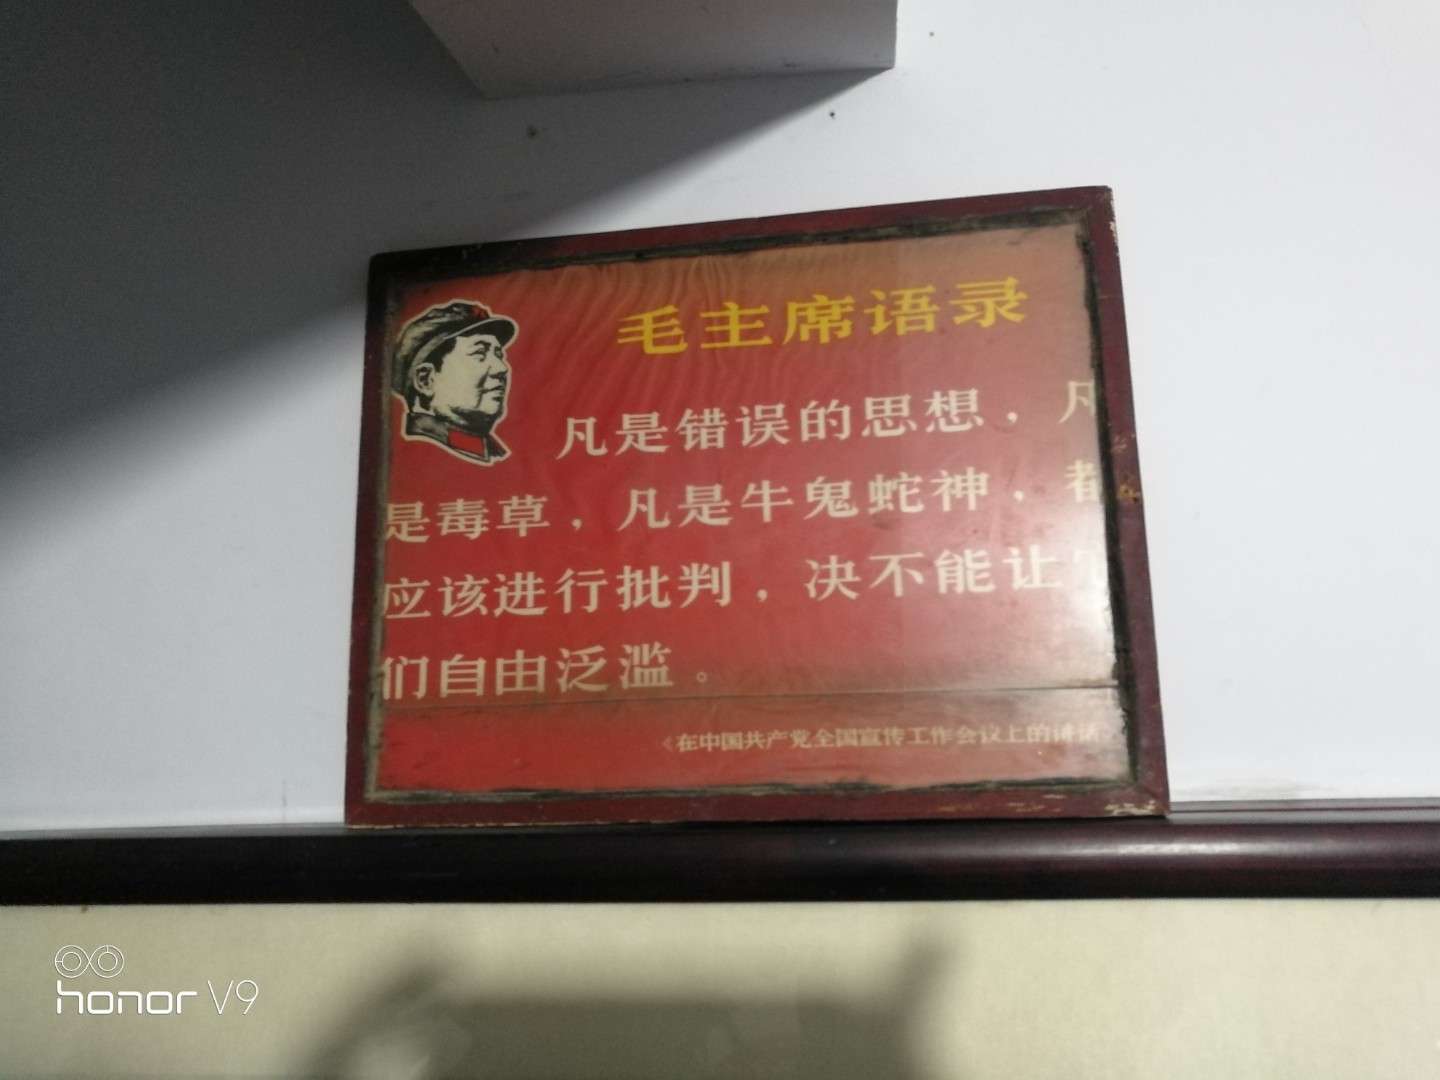 毛主席语录
凡是错误的思想，凡
是毒草，凡是牛鬼蛇神，都
应该进行批判，决不能让它
们自由泛滥。
《在中国共产党全国宣传工作会议上的讲话
honor V9